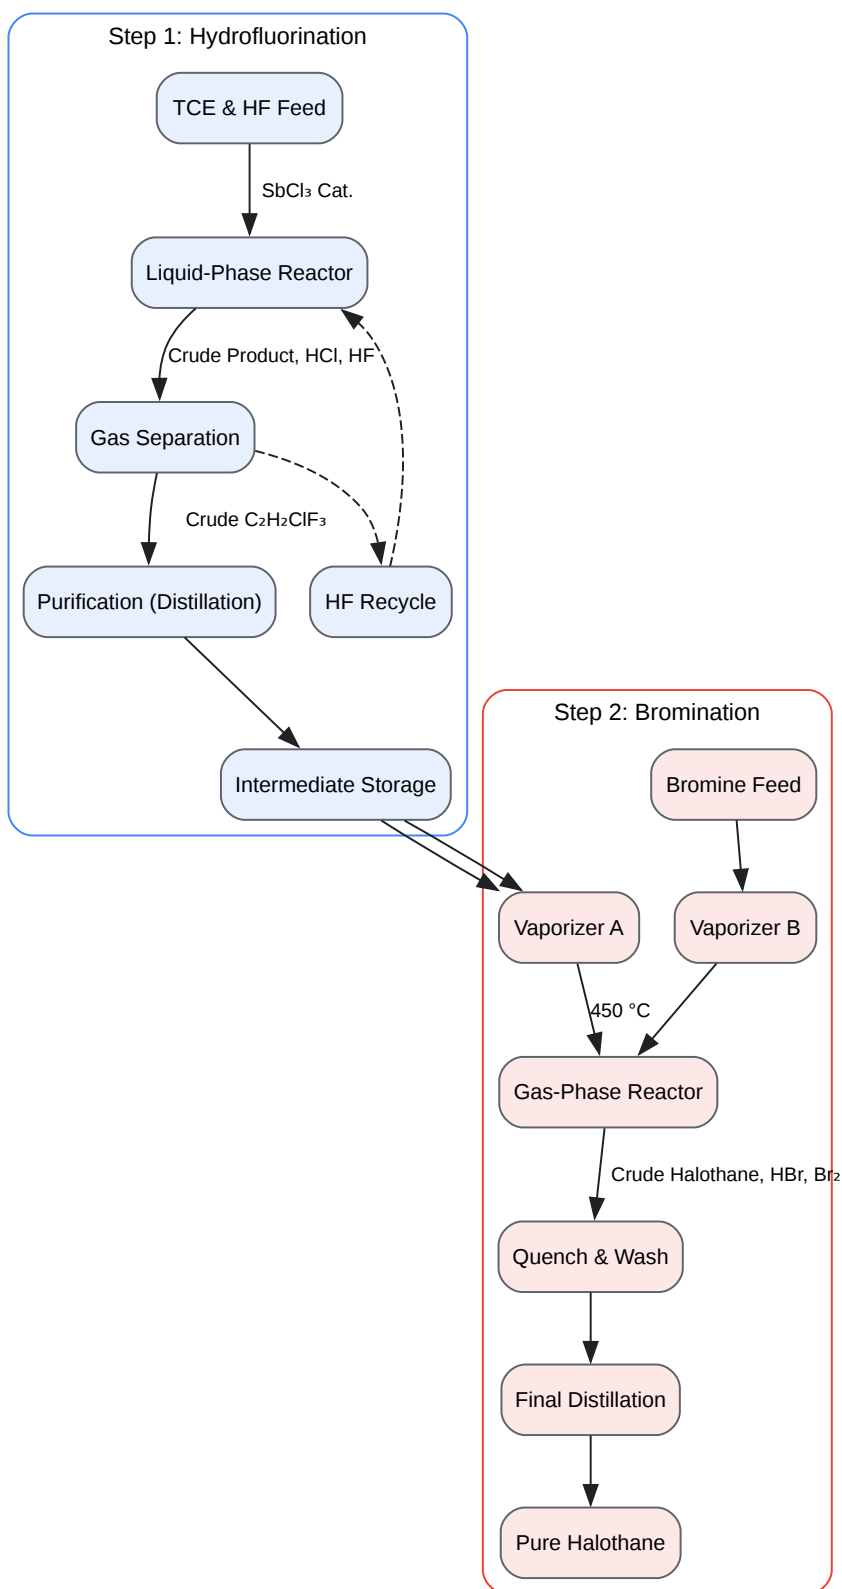 Step 1: Hydrofluorination
TCE & HF Feed
SbCl₃ Cat.
Liquid-Phase Reactor
Crude Product, HCl, HF
Gas Separation
Crude C₂H₂ClF₃
Purification (Distillation)
HF Recycle
Intermediate Storage
Step 2: Bromination
Bromine Feed
Vaporizer A
Vaporizer B
450 °C
Gas-Phase Reactor
Crude Halothane, HBr, Br₂
Quench & Wash
Final Distillation
Pure Halothane